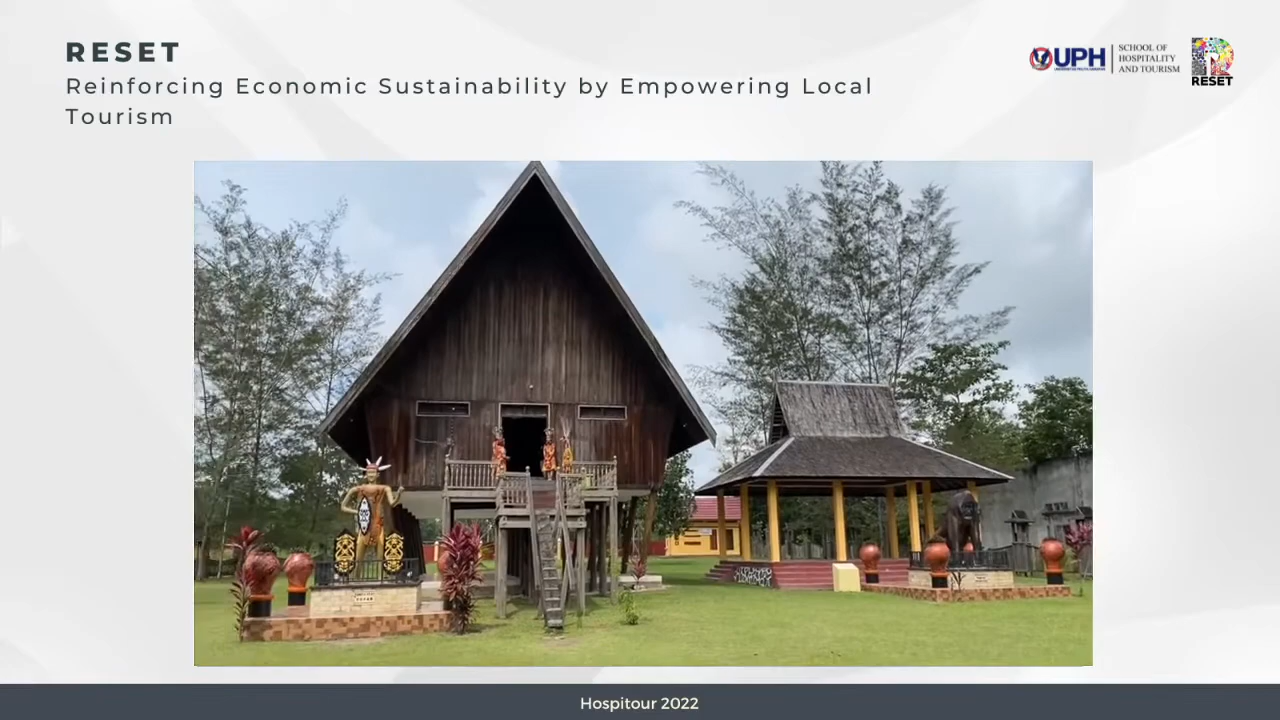 RESET
Reinforcing Economic Sustainability by Empowering Local
Tourism
UPH
SCHOOL OF
HOSPITALITY
AND TOURISM
RESET
Hospitour 2022